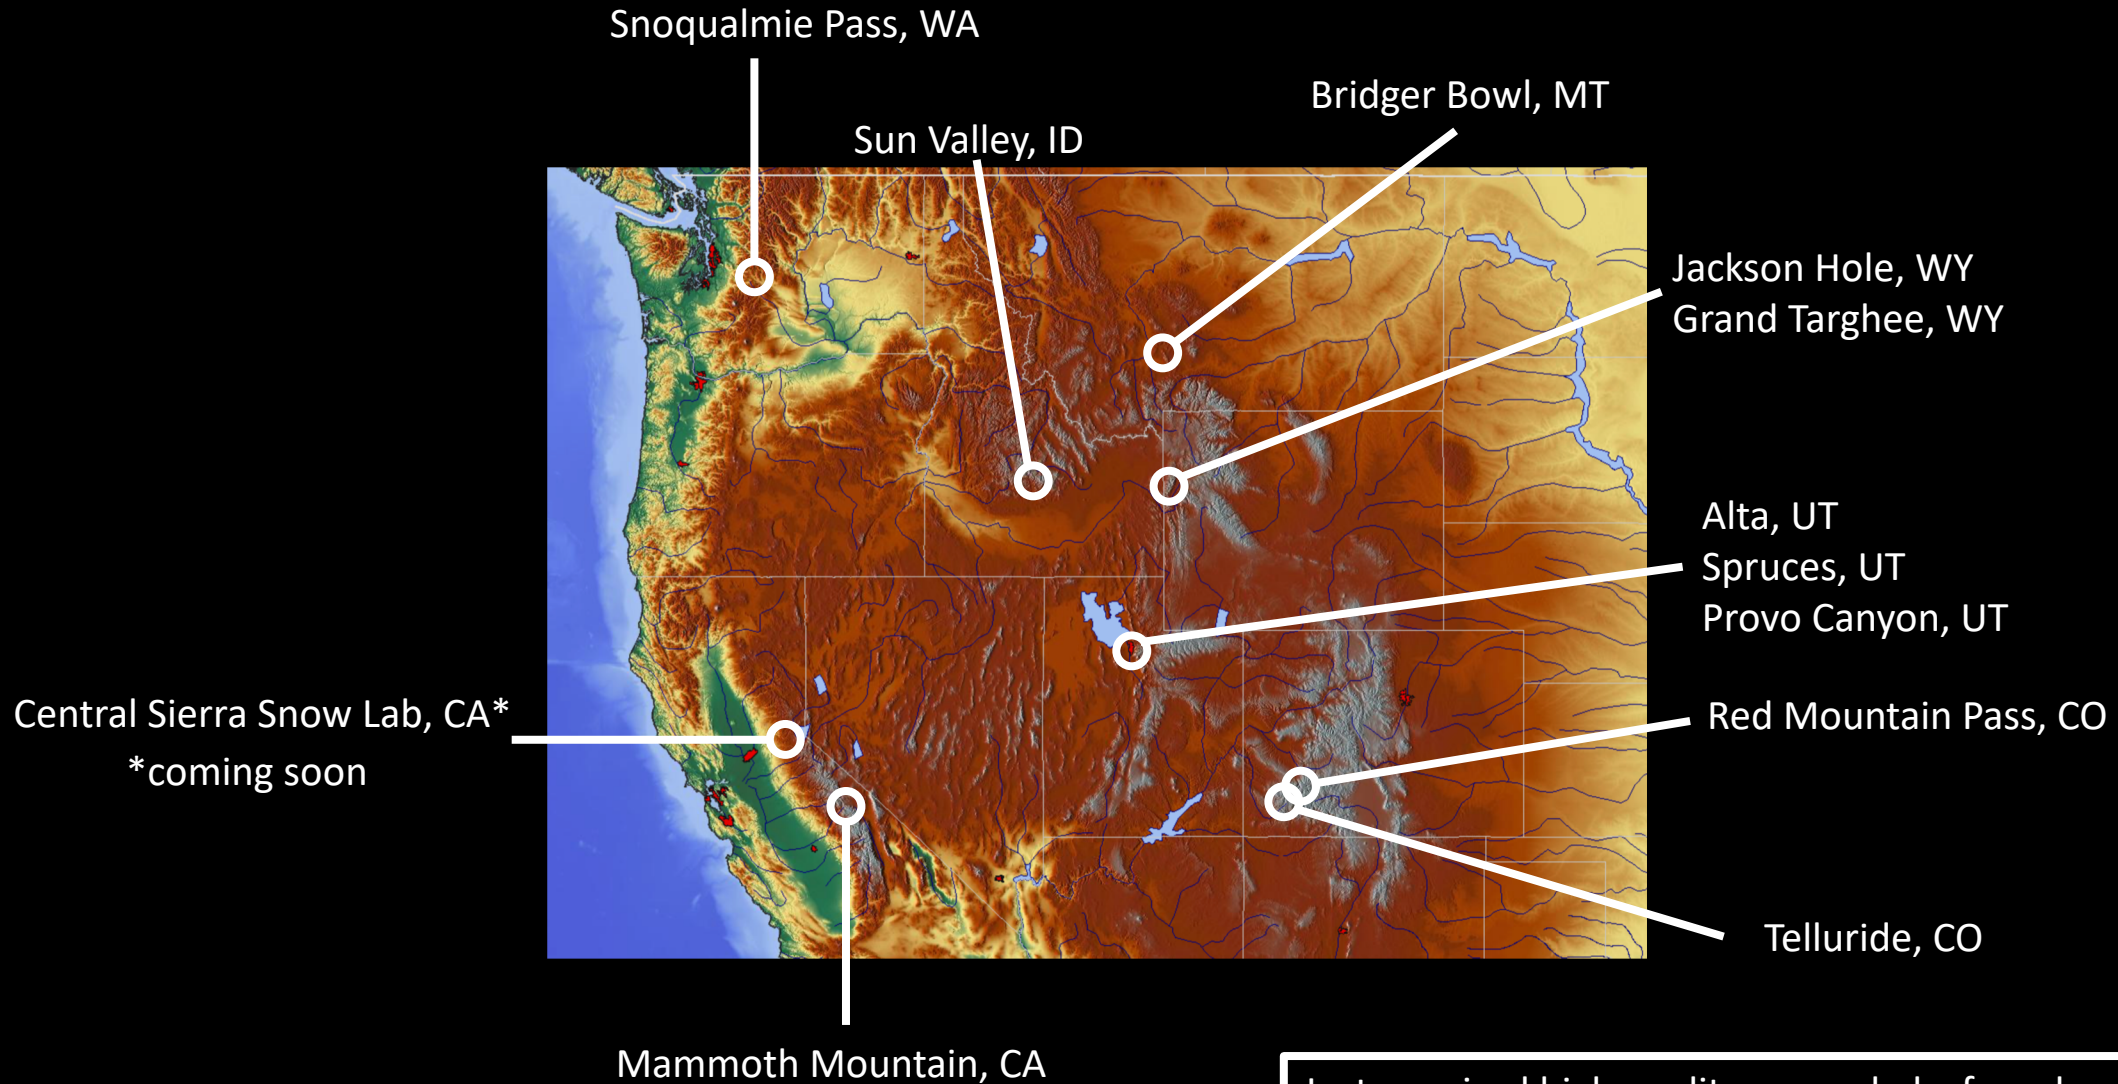 Snoqualmie Pass, WA
Bridger Bowl, MT
Sun Valley, ID
Jackson Hole, WY
Grand Targhee, WY
Alta, UT
Spruces, UT
Provo Canyon, UT
Central Sierra Snow Lab, CA*
*coming soon
Red Mountain Pass, CO
Telluride, CO
Mammoth Mountain, CA